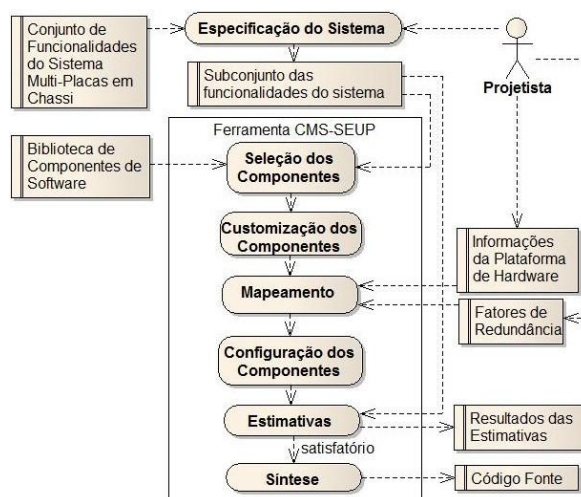 Conjunto de
Funcionalidades
do Sistema
Multi-Placas em
Chassi
Especificação do Sistema
Projetista
Subconjunto das
funcionalidades do sistema
Ferramenta CMS-SEUP
Biblioteca de
Componentes de
Software
Seleção dos
Componentes
Customização dos
Componentes
Informações
da Plataforma
de Hardware
Mapeamento
Fatores de
Redundância
Configuração dos
Componentes
Estimativas
Resultados das
Estimativas
satisfatório
Síntese
Código Fonte